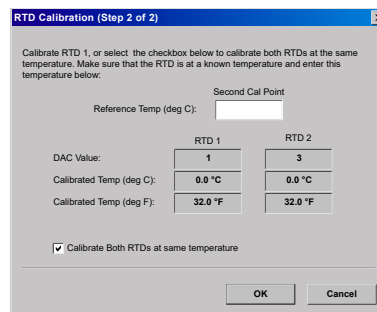 RTD Calibration (Step 2 of 2)
Calibrate RTD 1, or select the checkbox below to calibrate both RTDs at the same
temperature. Make sure that the RTD is at a known temperature and enter this
temperature below:
Second Cal Point
Reference Temp (deg C):
RTD 1 RTD 2
DAC Value: 1 3
Calibrated Temp (deg C): 0.0 °C 0.0 °C
Calibrated Temp (deg F): 32.0 °F 32.0 °F
Calibrate Both RTDs at same temperature
OK Cancel